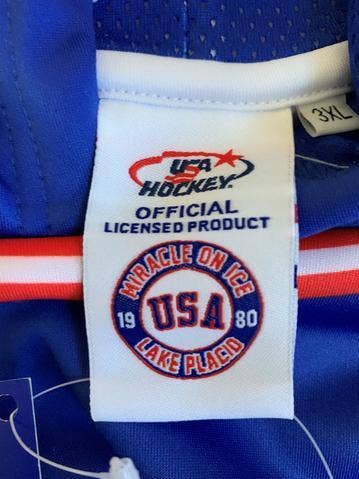 3XL
USA
HOCKEY
OFFICIAL
LICENSED PRODUCT
MIRACLE ON ICE
19 USA 80
LAKE PLACID